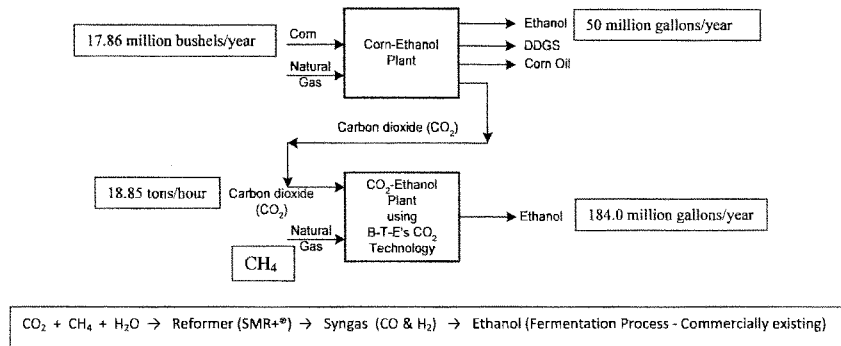 17.86 million bushels/year
Corn
Natural
Gas
Corn-Ethanol
Plant
Ethanol
DDGS
Corn Oil
50 million gallons/year
Carbon dioxide (CO₂)
18.85 tons/hour
Carbon dioxide
(CO₂)
Natural
Gas
CH₄
CO₂-Ethanol
Plant
using
B-T-E's CO₂
Technology
Ethanol
184.0 million gallons/year
CO₂ + CH₄ + H₂O → Reformer (SMR+®) → Syngas (CO & H₂) → Ethanol (Fermentation Process - Commercially existing)